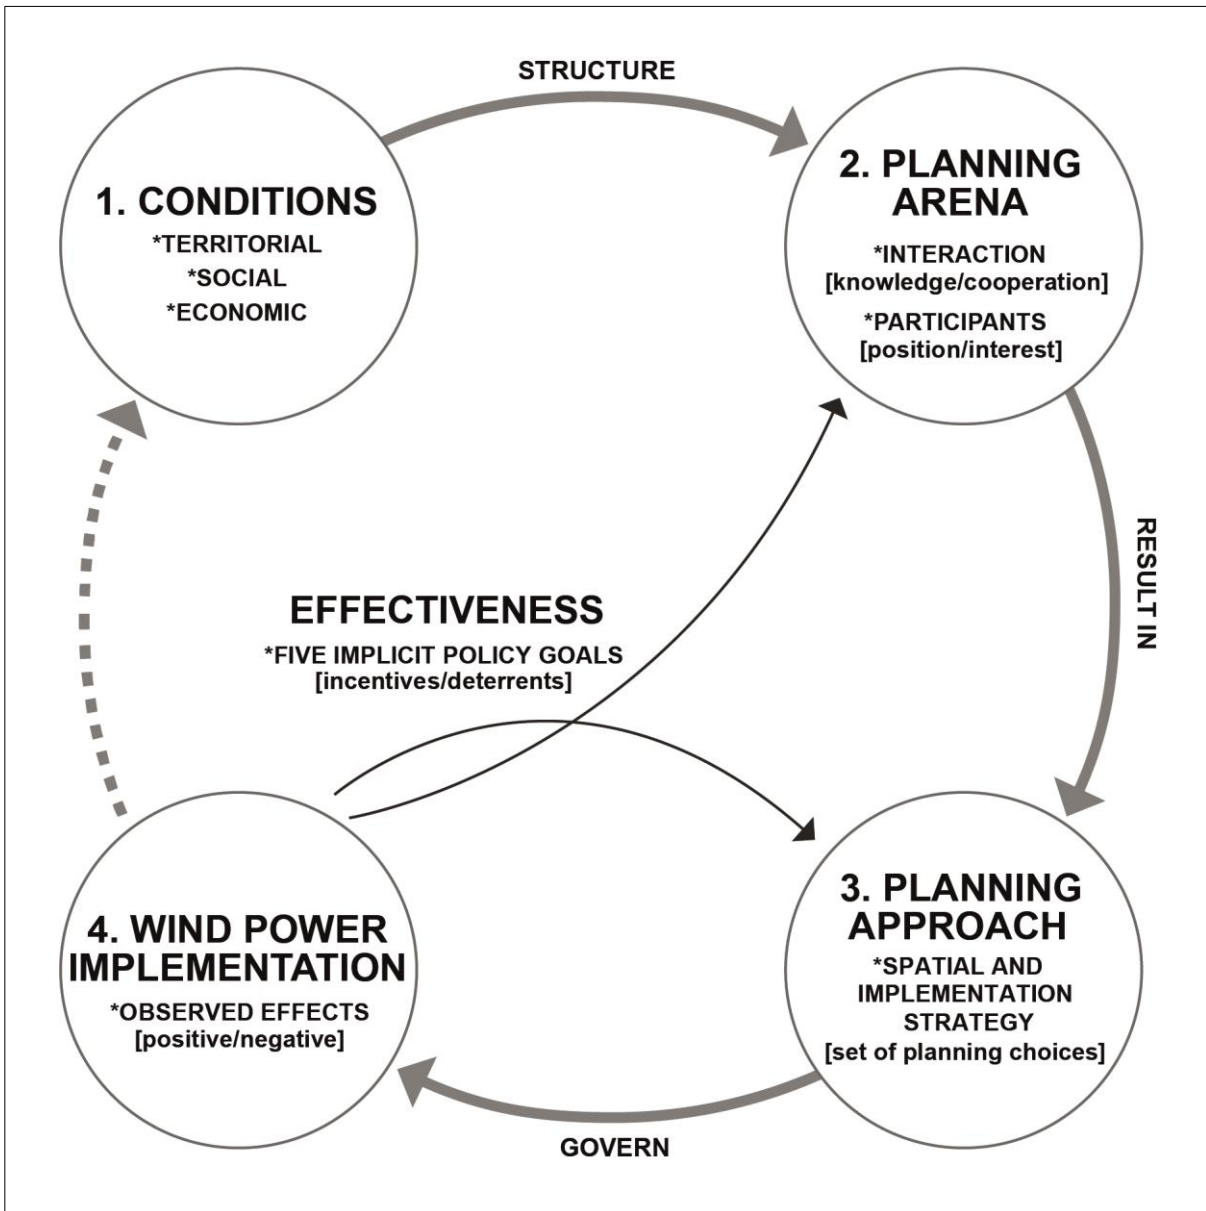 STRUCTURE
1. CONDITIONS
*TERRITORIAL
*SOCIAL
*ECONOMIC
2. PLANNING
ARENA
*INTERACTION
[knowledge/cooperation]
*PARTICIPANTS
[position/interest]
RESULT IN
EFFECTIVENESS
*FIVE IMPLICIT POLICY GOALS
[incentives/deterrents]
3. PLANNING
APPROACH
*SPATIAL AND
IMPLEMENTATION
STRATEGY
[set of planning choices]
4. WIND POWER
IMPLEMENTATION
*OBSERVED EFFECTS
[positive/negative]
GOVERN